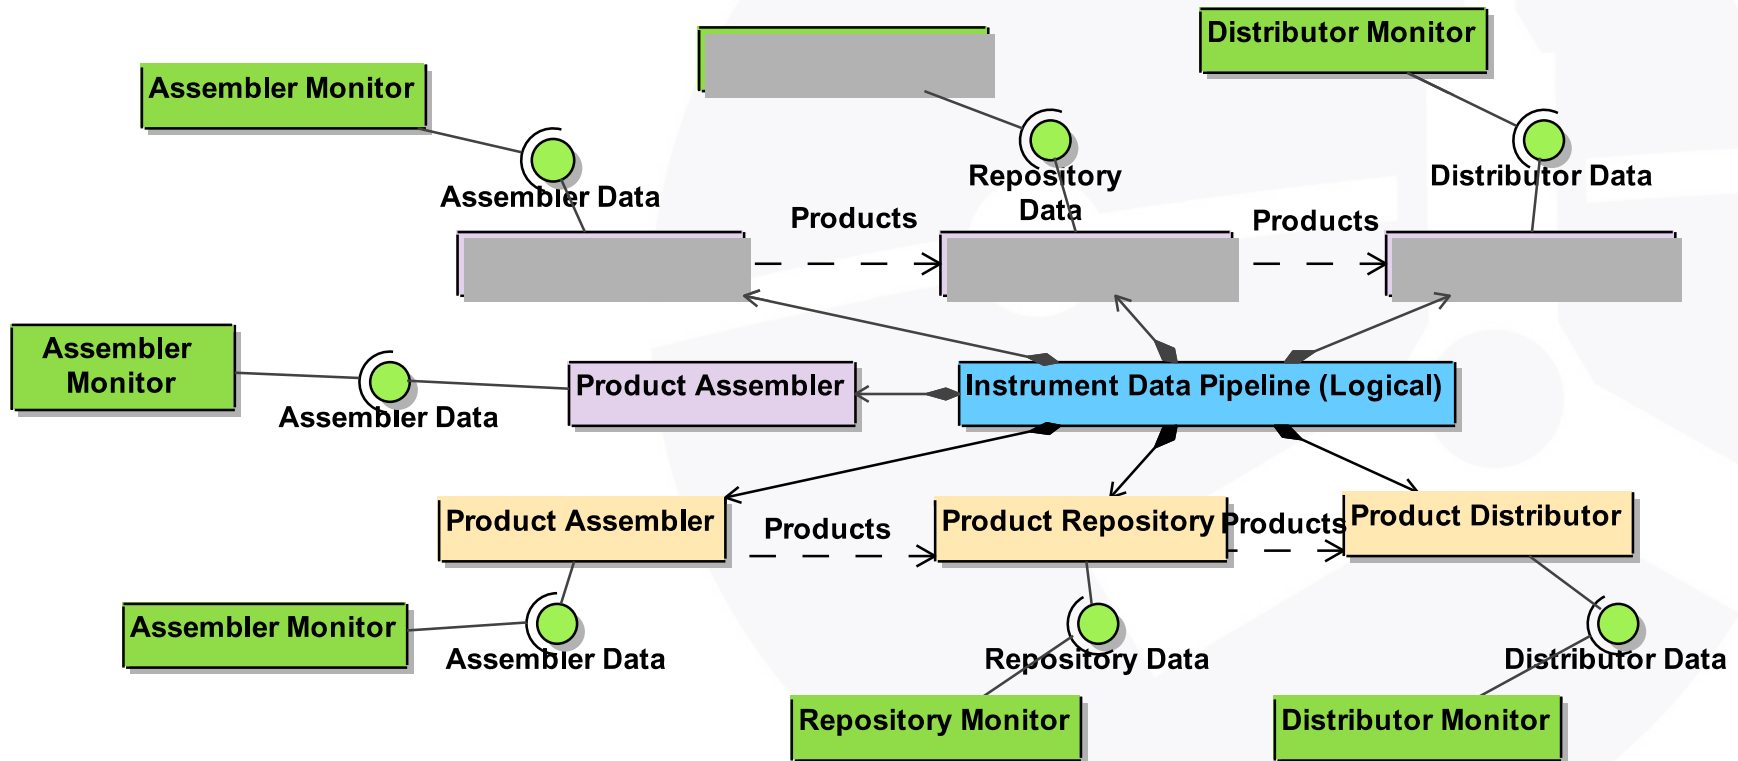 Distributor Monitor
Assembler Monitor
Assembler Data
Repository
Data
Distributor Data
Products
Products
Assembler
Monitor
Assembler Data
Product Assembler
Instrument Data Pipeline (Logical)
Product Assembler
Products
Product Repository
Products
Product Distributor
Assembler Monitor
Assembler Data
Repository Data
Distributor Data
Repository Monitor
Distributor Monitor